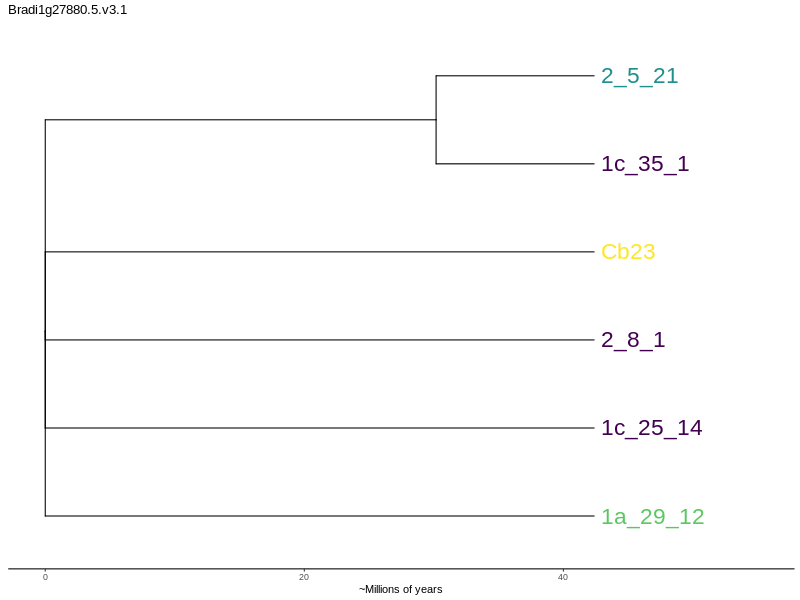 Bradi1g27880.5.v3.1
2_5_21
1c_35_1
Cb23
2_8_1
1c_25_14
1a_29_12
0 20 40
~Millions of years